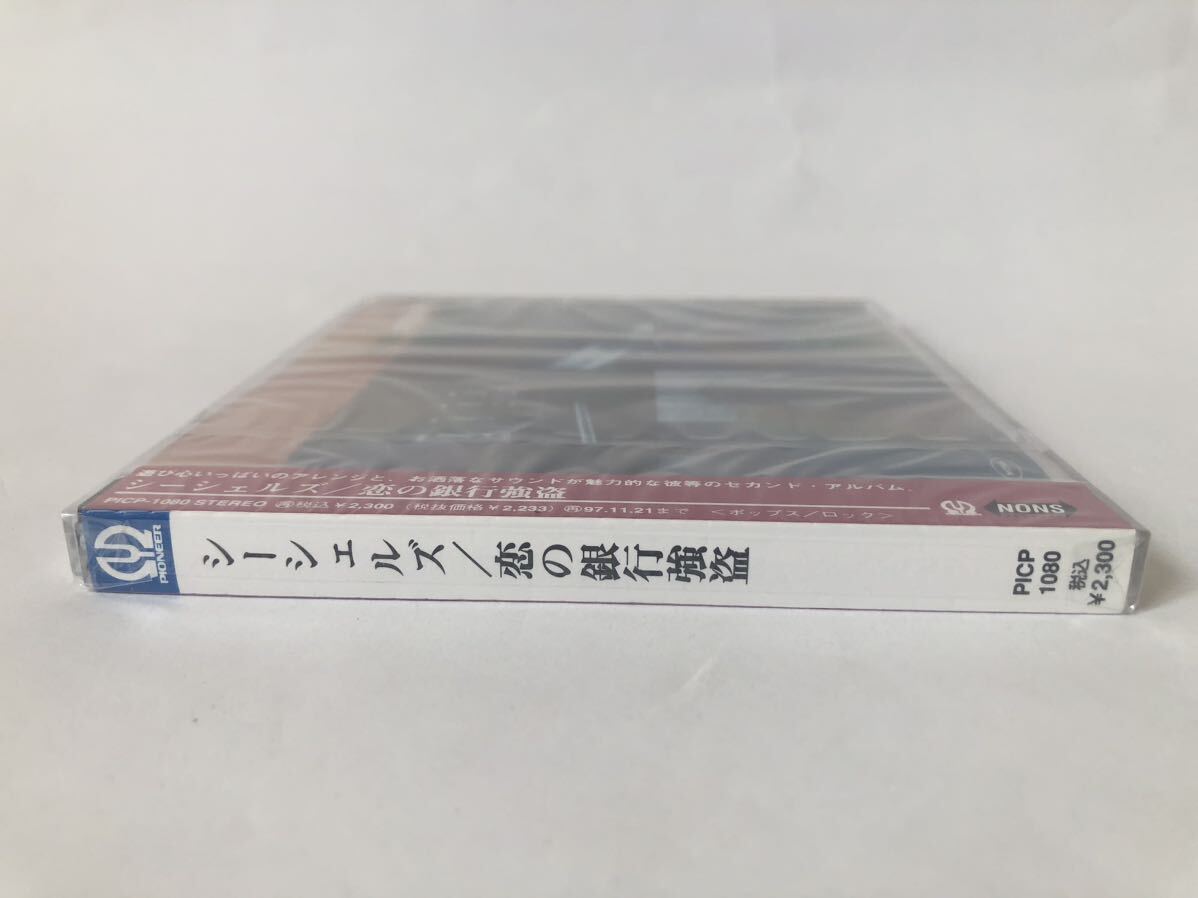 遊び心いっぱいのアレンジと、お洒落なサウンドが魅力的な彼等のセカンド・アルバム。
シーシェルズ/恋の銀行強盗
PICP-1080 STEREO ㊢税込¥2,300 (税抜価格¥2,233) ㊢97.11.21まで <ポップス/ロック>
NONS
PIONEER
シーシェルズ/恋の銀行強盗
PICP
1080
税込
¥2,300